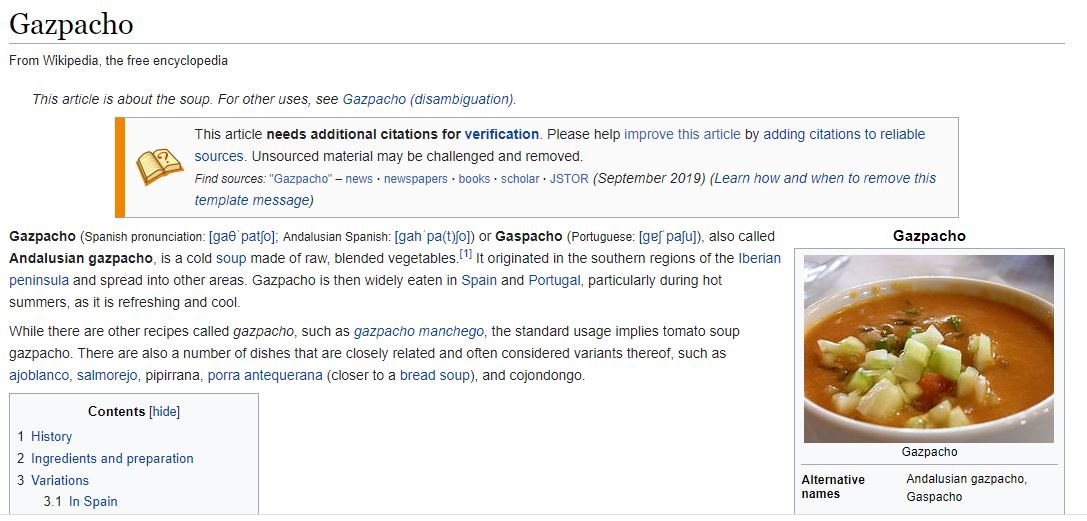 Gazpacho
From Wikipedia, the free encyclopedia
This article is about the soup. For other uses, see Gazpacho (disambiguation).
This article needs additional citations for verification. Please help improve this article by adding citations to reliable
sources. Unsourced material may be challenged and removed.
Find sources: "Gazpacho" – news · newspapers · books · scholar · JSTOR (September 2019) (Learn how and when to remove this
template message)
Gazpacho (Spanish pronunciation: [gaθˈpatʃo]; Andalusian Spanish: [gahˈpa(t)ʃo]) or Gaspacho (Portuguese: [gɐʃˈpaʃu]), also called
Andalusian gazpacho, is a cold soup made of raw, blended vegetables.[1] It originated in the southern regions of the Iberian
peninsula and spread into other areas. Gazpacho is then widely eaten in Spain and Portugal, particularly during hot
summers, as it is refreshing and cool.
While there are other recipes called gazpacho, such as gazpacho manchego, the standard usage implies tomato soup
gazpacho. There are also a number of dishes that are closely related and often considered variants thereof, such as
ajoblanco, salmorejo, pipirrana, porra antequerana (closer to a bread soup), and cojondongo.
Contents [hide]
1 History
2 Ingredients and preparation
3 Variations
3.1 In Spain
Gazpacho
Gazpacho
Alternative names
Andalusian gazpacho,
Gaspacho